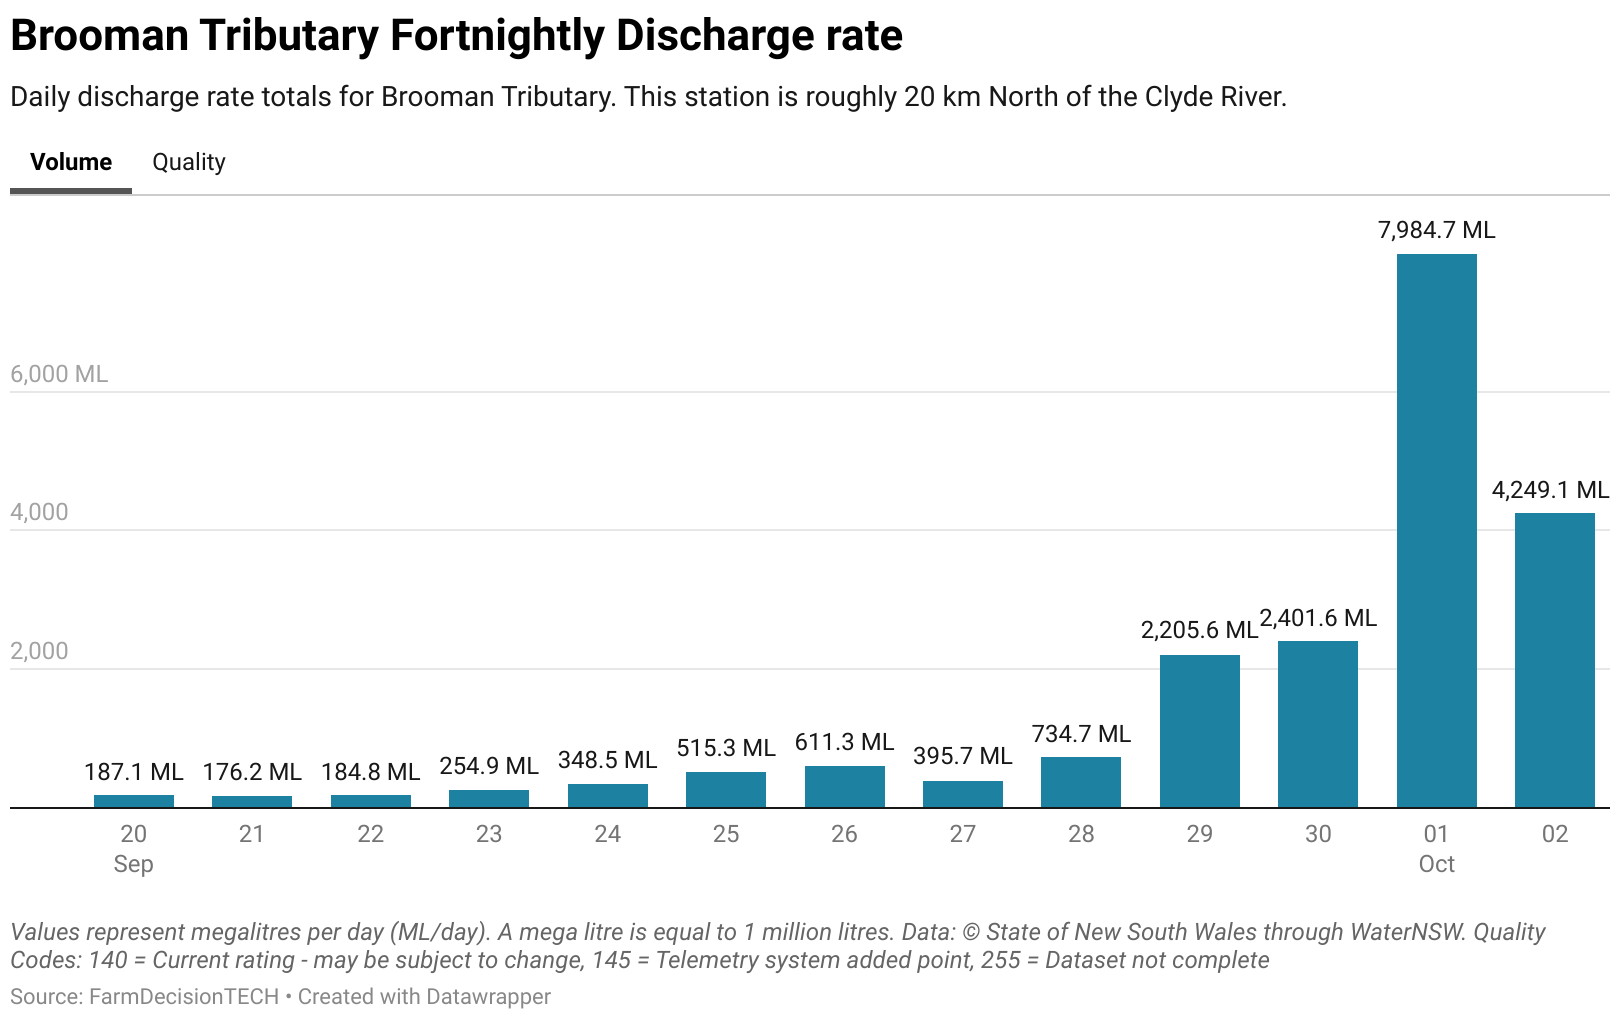 Brooman Tributary Fortnightly Discharge rate
Daily discharge rate totals for Brooman Tributary. This station is roughly 20 km North of the Clyde River.
Volume Quality
7,984.7 ML
6,000 ML
4,249.1 ML
4,000
2,401.6 ML
2,205.6 ML
2,000
734.7 ML
611.3 ML
515.3 ML
395.7 ML
348.5 ML
254.9 ML
187.1 ML 176.2 ML 184.8 ML
20 21 22 23 24 25 26 27 28 29 30 01 02
Sep Oct
Values represent megalitres per day (ML/day). A mega litre is equal to 1 million litres. Data: © State of New South Wales through WaterNSW. Quality
Codes: 140 = Current rating - may be subject to change, 145 = Telemetry system added point, 255 = Dataset not complete
Source: FarmDecisionTECH • Created with Datawrapper